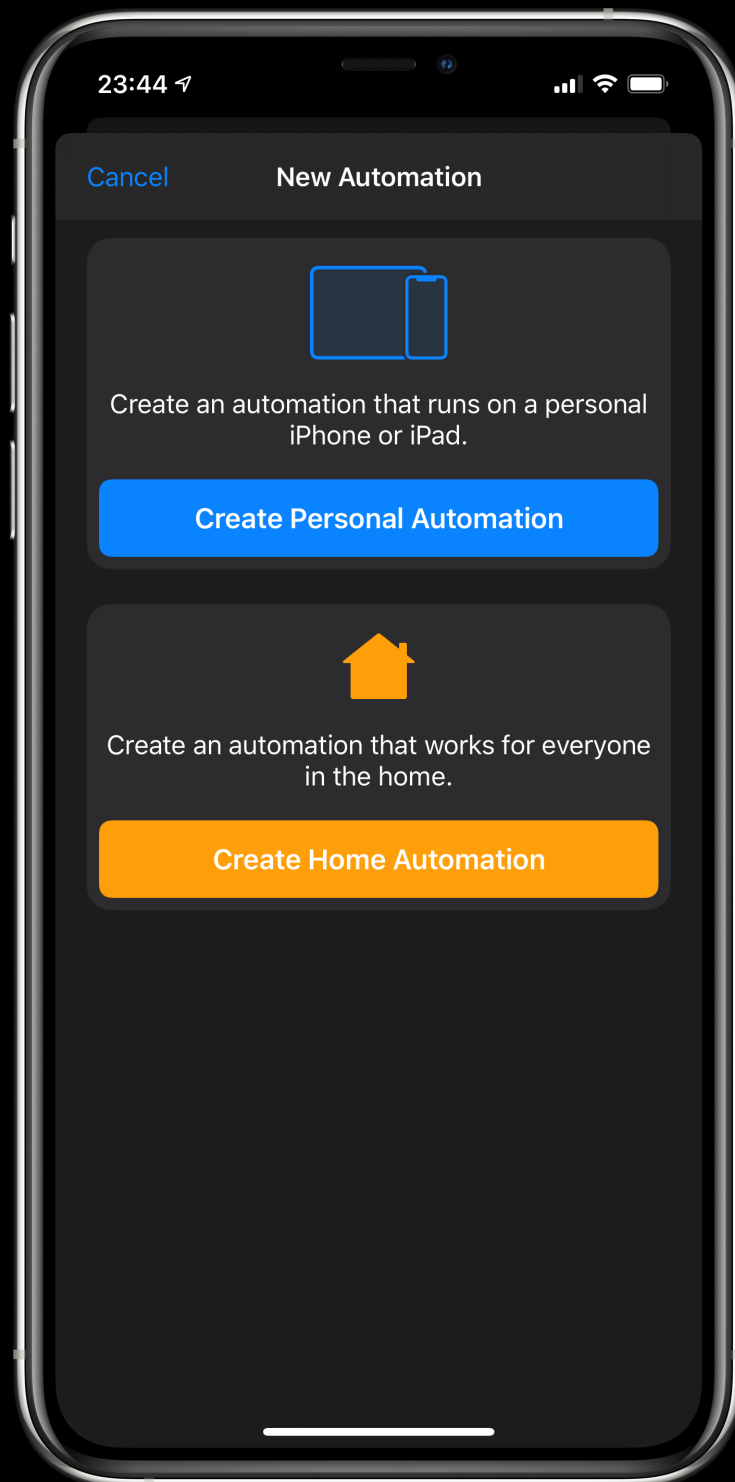 23:44
Cancel
New Automation
Create an automation that runs on a personal
iPhone or iPad.
Create Personal Automation
Create an automation that works for everyone
in the home.
Create Home Automation